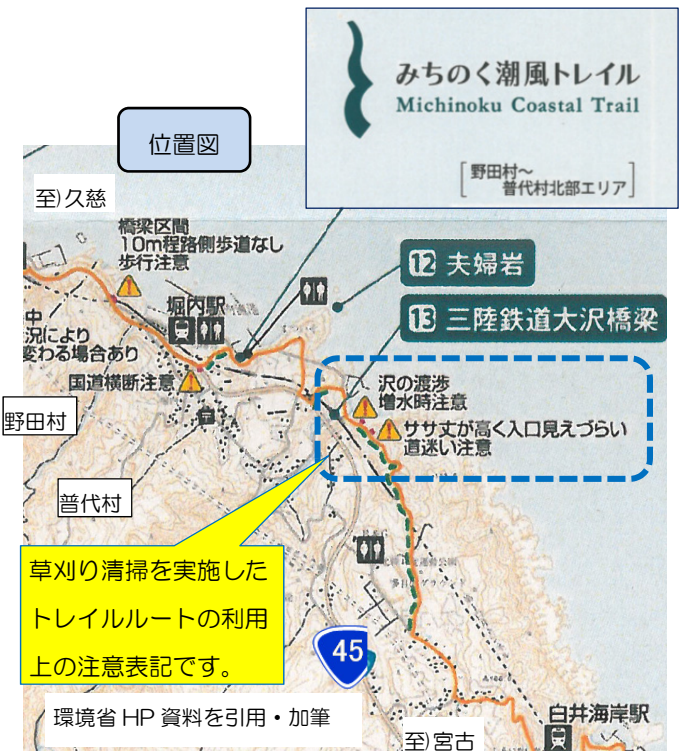 みちのく潮風トレイル
Michinoku Coastal Trail
野田村～
普代村北部エリア
位置図
至)久慈
橋梁区間
10m程路側歩道なし
歩行注意
12 夫婦岩
堀内駅
13 三陸鉄道大沢橋梁
中
況により
変わる場合あり
国道横断注意
沢の渡渉
増水時注意
ササ丈が高く入口見えづらい
道迷い注意
野田村
普代村
草刈り清掃を実施した
トレイルルートの利用
上の注意表記です。
45
環境省 HP 資料を引用・加筆
至)宮古
白井海岸駅